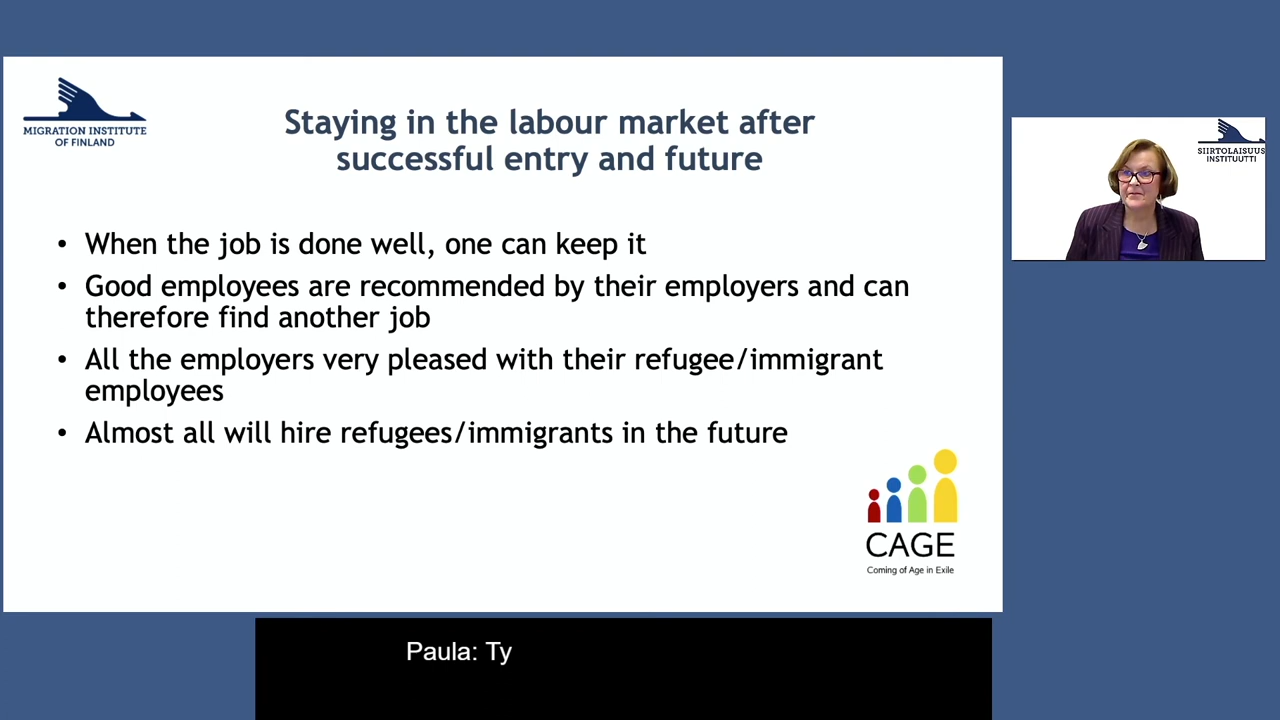 MIGRATION INSTITUTE
OF FINLAND
Staying in the labour market after
successful entry and future
• When the job is done well, one can keep it
• Good employees are recommended by their employers and can
therefore find another job
• All the employers very pleased with their refugee/immigrant
employees
• Almost all will hire refugees/immigrants in the future
CAGE
Coming of Age in Exile
SIIRTOLAISUUS
INSTITUUTTI
Paula: Ty